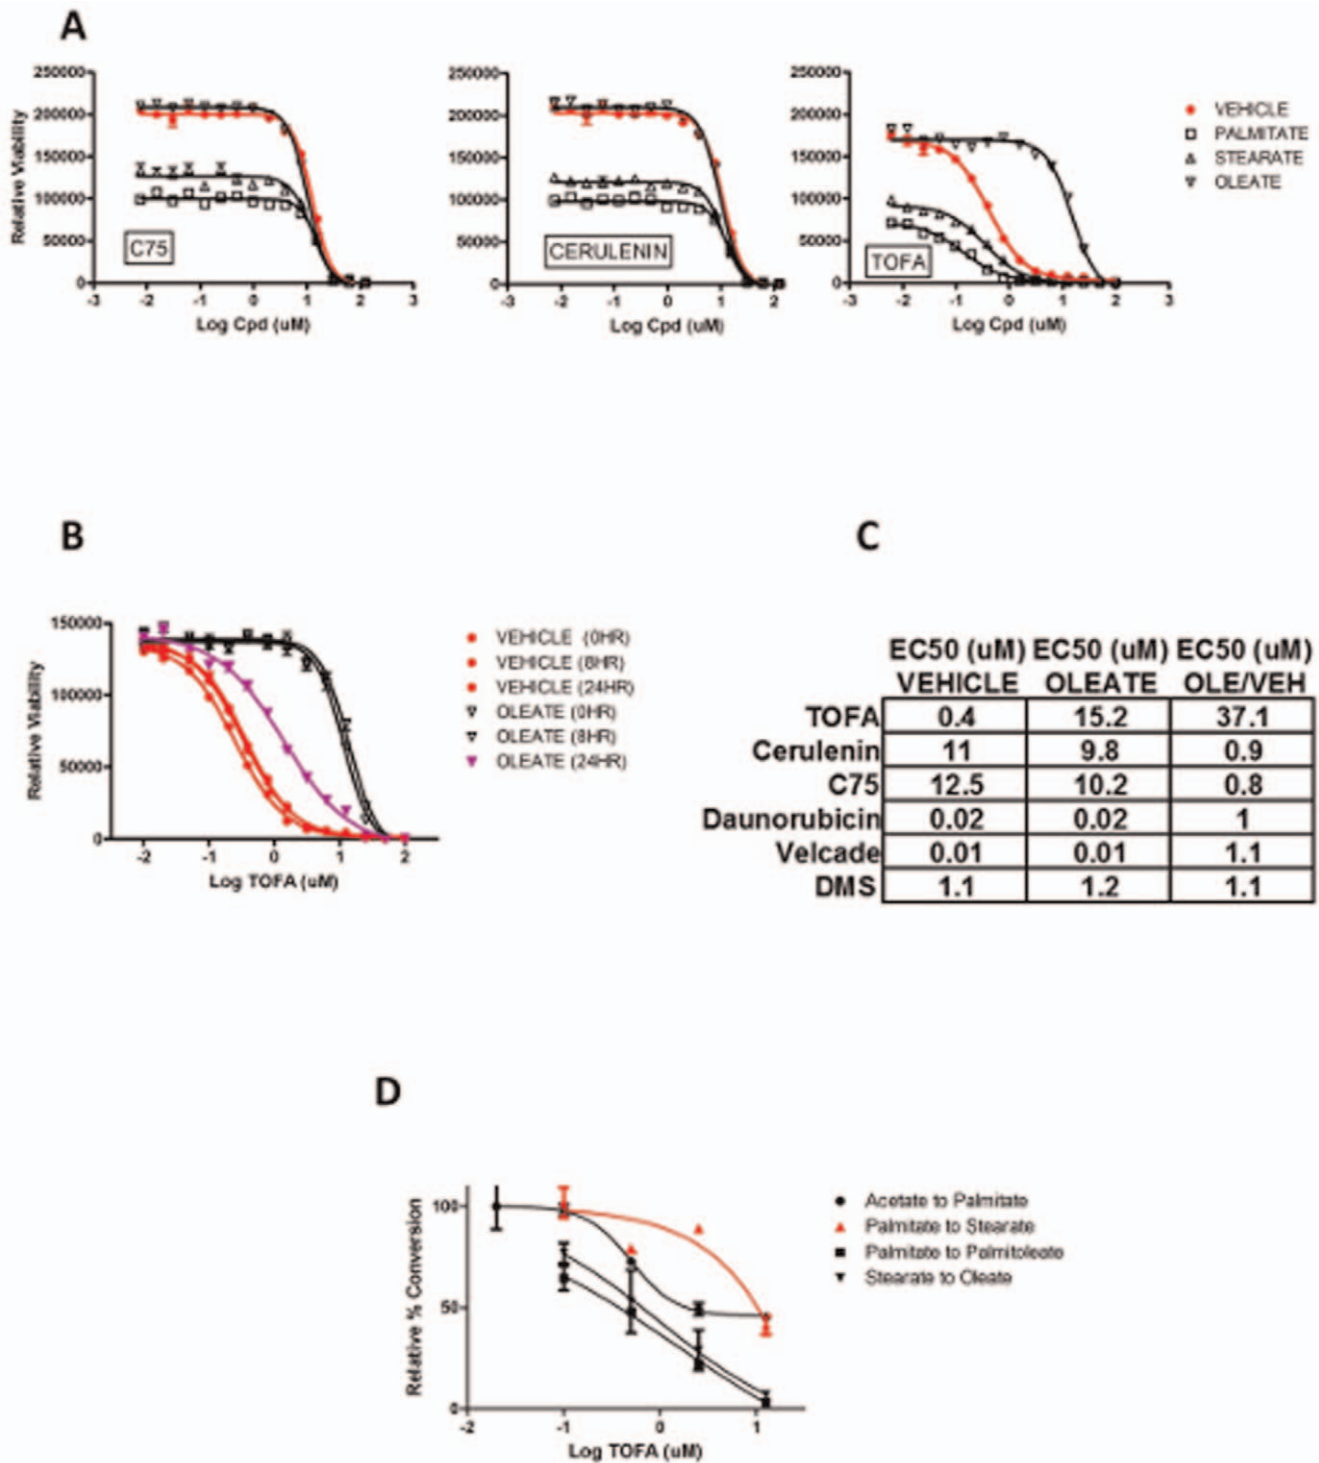 A
250000
200000
150000
100000
50000
0
Relative Viability
C75
-3 -2 -1 0 1 2 3
Log Cpd (uM)
250000
200000
150000
100000
50000
0
CERULENIN
-3 -2 -1 0 1 2
Log Cpd (uM)
250000
200000
150000
100000
50000
0
TOFA
-3 -2 -1 0 1 2 3
Log Cpd (uM)
VEHICLE
PALMITATE
STEARATE
OLEATE
B
150000
100000
50000
0
Relative Viability
-2 -1 0 1 2
Log TOFA (uM)
VEHICLE (0HR)
VEHICLE (8HR)
VEHICLE (24HR)
OLEATE (0HR)
OLEATE (8HR)
OLEATE (24HR)
C
EC50 (uM) EC50 (uM) EC50 (uM)
VEHICLE OLEATE OLE/VEH
TOFA 0.4 15.2 37.1
Cerulenin 11 9.8 0.9
C75 12.5 10.2 0.8
Daunorubicin 0.02 0.02 1
Velcade 0.01 0.01 1.1
DMS 1.1 1.2 1.1
D
100
50
0
Relative % Conversion
-2 -1 0 1
Log TOFA (uM)
Acetate to Palmitate
Palmitate to Stearate
Palmitate to Palmitoleate
Stearate to Oleate